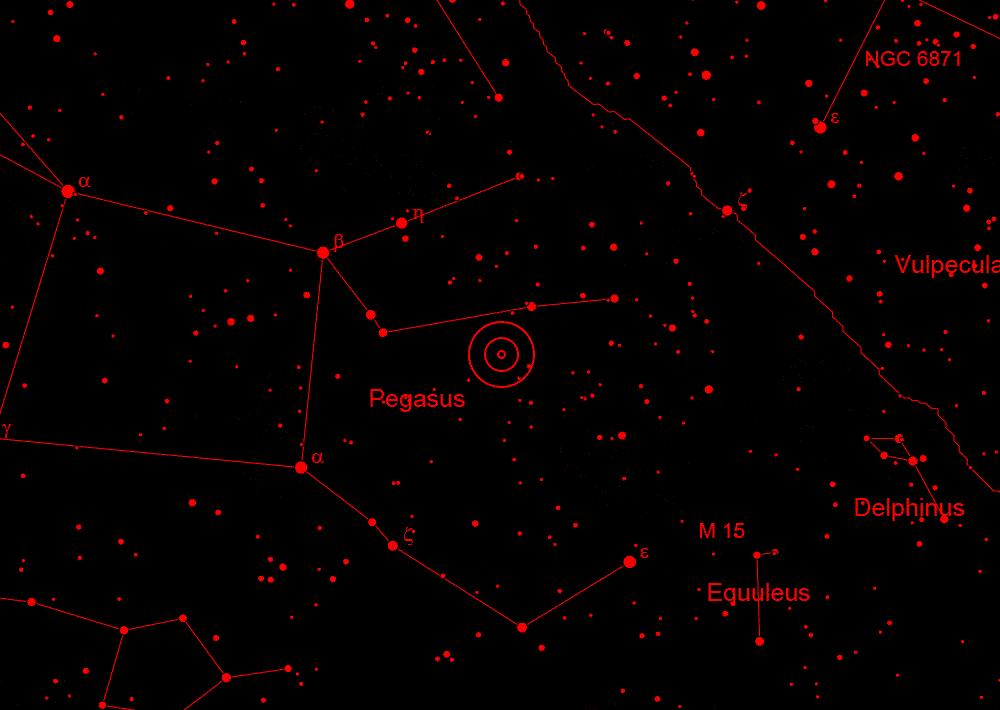 NGC 6871
ε
α
ζ
η
β
Vulpecula
Pegasus
γ
α
Delphinus
M 15
ζ
ε
Equuleus